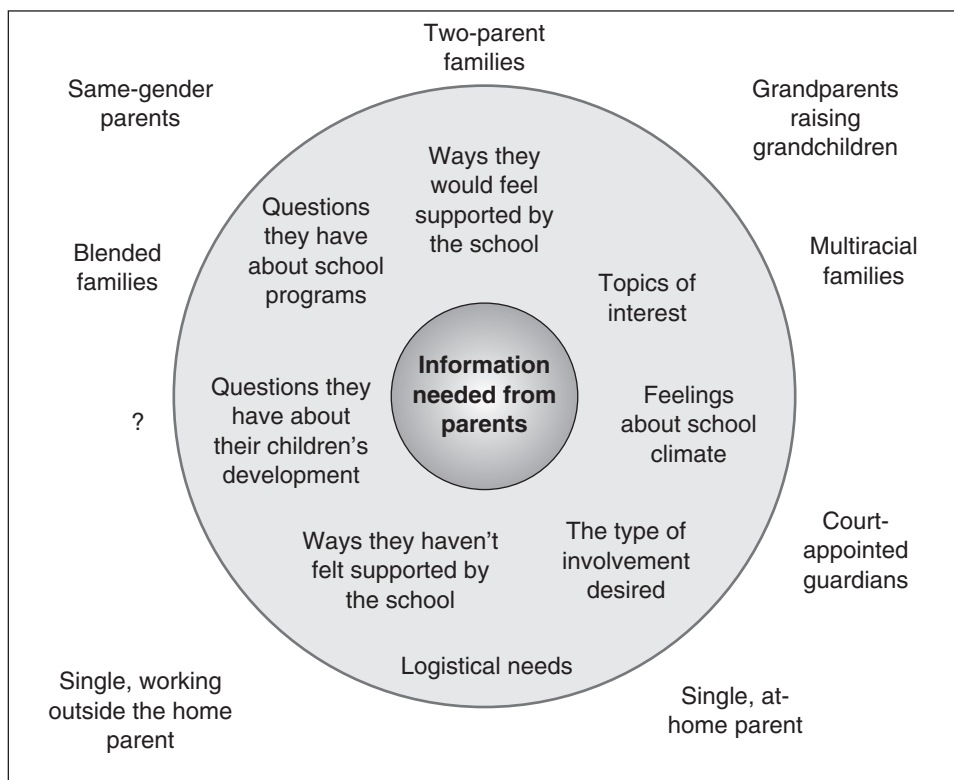 Two-parent
families
Same-gender
parents
Grandparents
raising
grandchildren
Ways they
would feel
supported by
the school
Questions
they have
about school
programs
Blended
families
Multiracial
families
Topics of
interest
Information
needed from
parents
Questions they
have about
their children's
development
?
Feelings
about school
climate
Ways they haven't
felt supported by
the school
The type of
involvement
desired
Court-
appointed
guardians
Logistical needs
Single, working
outside the home
parent
Single, at-
home parent